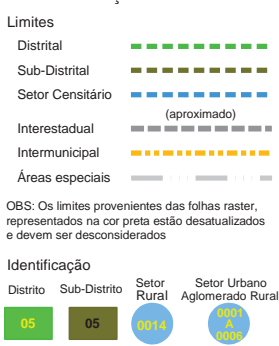 Limites
Distrital
Sub-Distrital
Setor Censitário
(aproximado)
Interestadual
Intermunicipal
Áreas especiais
OBS: Os limites provenientes das folhas raster,
representados na cor preta estão desatualizados
e devem ser desconsiderados
Identificação
Distrito Sub-Distrito Setor Rural Setor Urbano Aglomerado Rural
05 05 0014 0001 A 0006